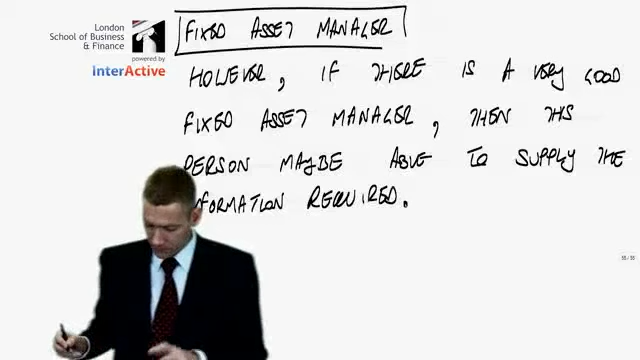 London
School of Business
& Finance
powered by
InterActive
FIXED ASSET MANAGER
HOWEVER, IF THERE IS A VERY GOOD
FIXED ASSET MANAGER, THEN THIS
PERSON MAYBE ABLE TO SUPPLY THE
INFORMATION REQUIRED.